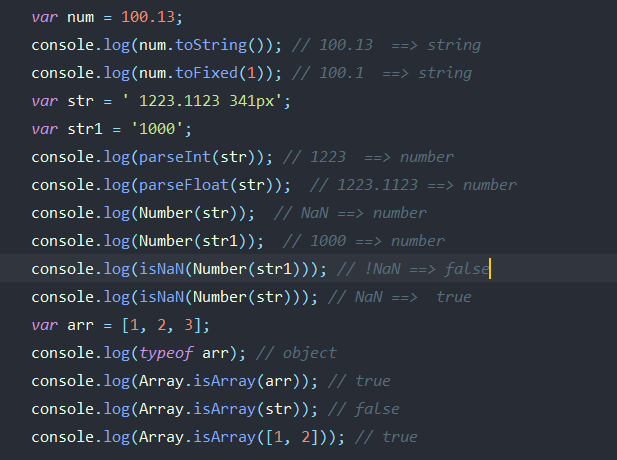 var num = 100.13;
console.log(num.toString()); // 100.13  ==> string
console.log(num.toFixed(1)); // 100.1  ==> string
var str = ' 1223.1123 341px';
var str1 = '1000';
console.log(parseInt(str)); // 1223  ==> number
console.log(parseFloat(str));  // 1223.1123 ==> number
console.log(Number(str));  // NaN ==> number
console.log(Number(str1));  // 1000 ==> number
console.log(isNaN(Number(str1))); // !NaN ==> false
console.log(isNaN(Number(str))); // NaN ==>  true
var arr = [1, 2, 3];
console.log(typeof arr); // object
console.log(Array.isArray(arr)); // true
console.log(Array.isArray(str)); // false
console.log(Array.isArray([1, 2])); // true